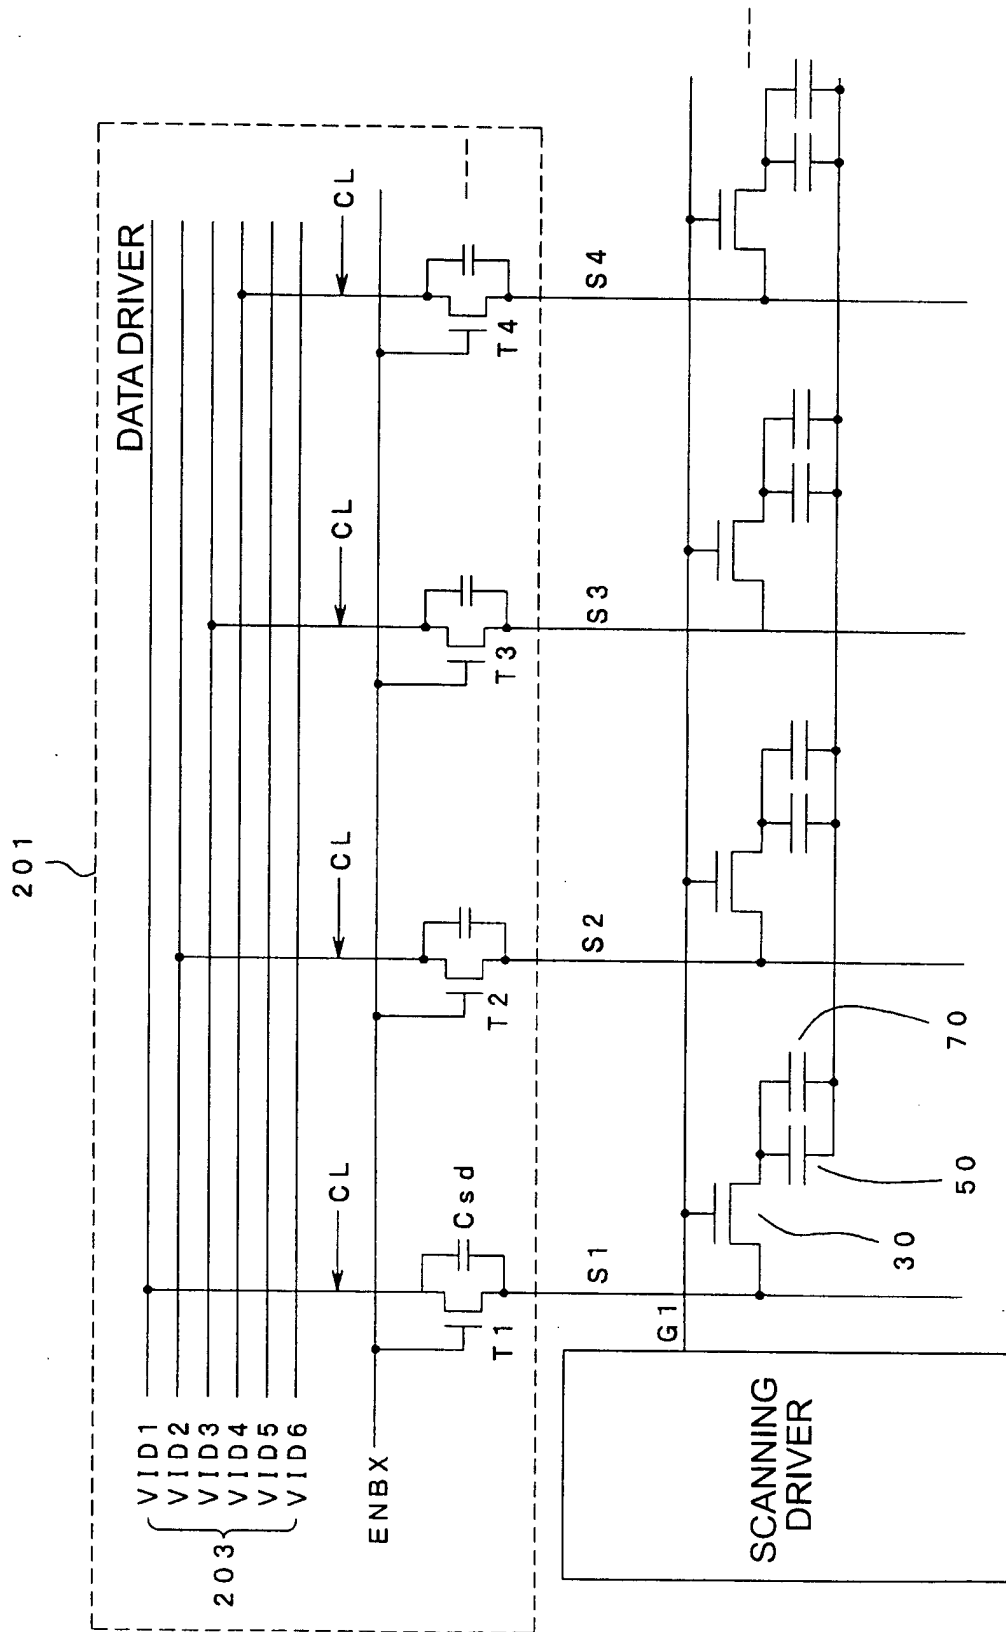 201
DATA DRIVER
VID1
VID2
VID3
VID4
VID5
VID6
203
CL
CL
CL
CL
ENBX
Csd
T1
T2
T3
T4
S1
S2
S3
S4
G1
SCANNING
DRIVER
30
50
70